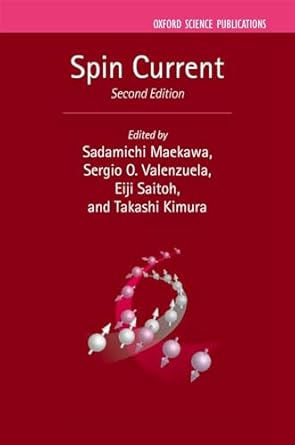 OXFORD SCIENCE PUBLICATIONS
Spin Current
Second Edition
Edited by
Sadamichi Maekawa,
Sergio O. Valenzuela,
Eiji Saitoh,
and Takashi Kimura